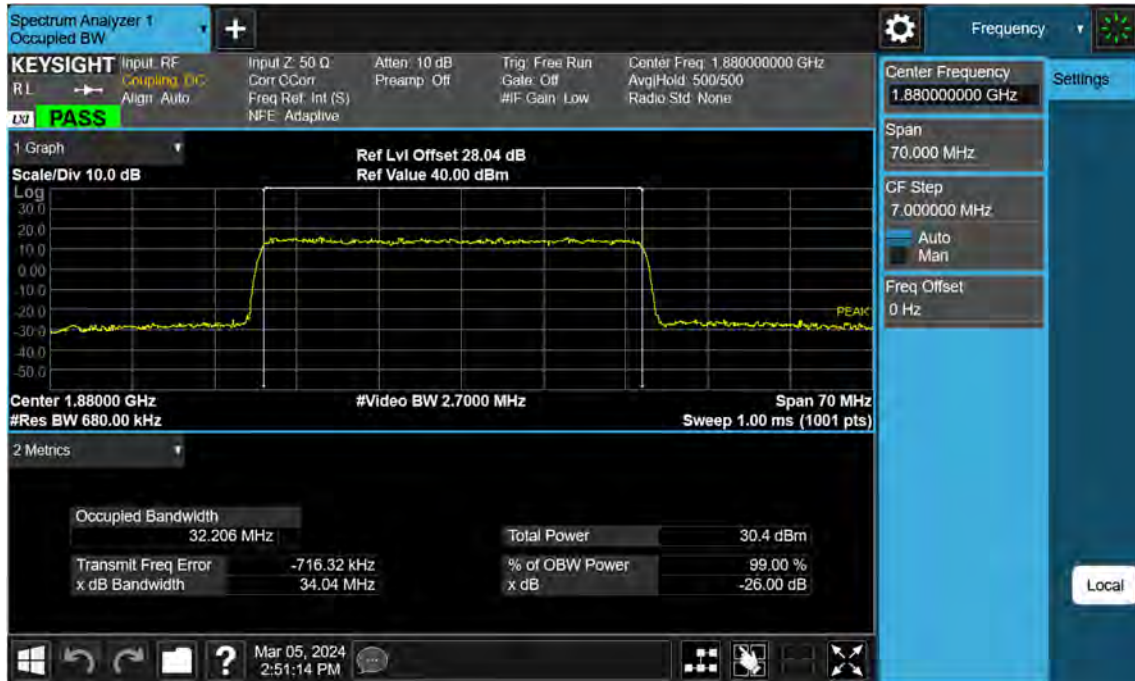 Spectrum Analyzer 1
Occupied BW
+
Frequency
KEYSIGHT
RL
LXI PASS
Input: RF
Coupling: DC
Align: Auto
Input Z: 50 Ω
Corr CCorr
Freq Ref: Int (S)
NFE: Adaptive
Atten: 10 dB
Preamp: Off
Trig: Free Run
Gate: Off
#IF Gain: Low
Center Freq: 1.880000000 GHz
Avg|Hold: 500/500
Radio Std: None
Center Frequency
1.880000000 GHz
Settings
Span
70.000 MHz
CF Step
7.000000 MHz
Auto
Man
Freq Offset
0 Hz
1 Graph
Scale/Div 10.0 dB
Ref Lvl Offset 28.04 dB
Ref Value 40.00 dBm
Log
30.0
20.0
10.0
0.00
-10.0
-20.0
-30.0
-40.0
-50.0
PEAK
Center 1.88000 GHz
#Video BW 2.7000 MHz
Span 70 MHz
#Res BW 680.00 kHz
Sweep 1.00 ms (1001 pts)
2 Metrics
Occupied Bandwidth
32.206 MHz
Total Power 30.4 dBm
Transmit Freq Error -716.32 kHz
% of OBW Power 99.00 %
x dB Bandwidth 34.04 MHz
x dB -26.00 dB
Local
?
Mar 05, 2024
2:51:14 PM